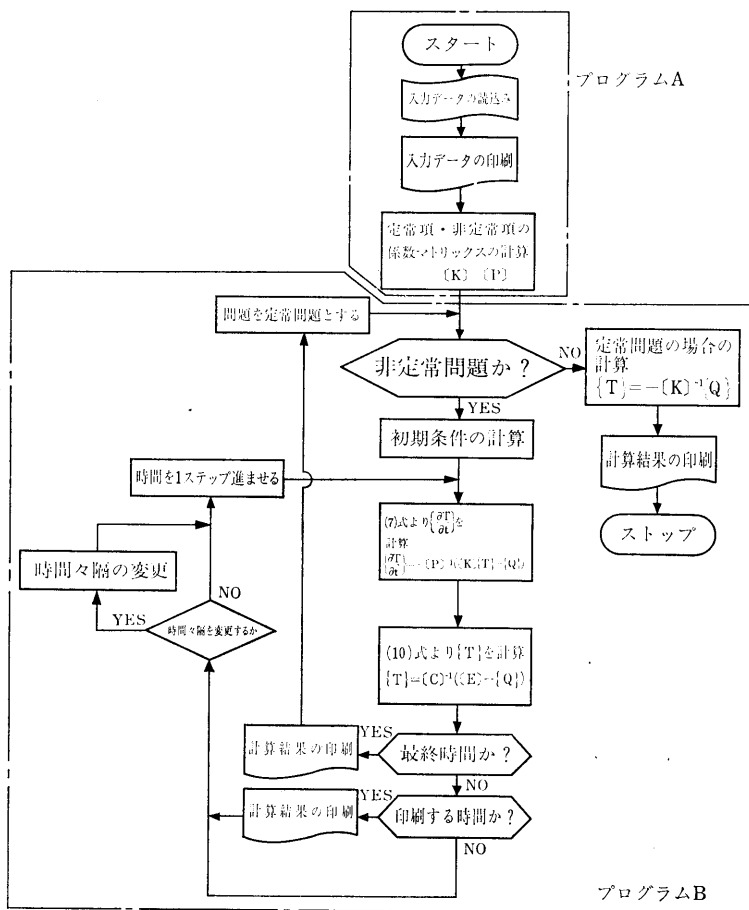 スタート
プログラムA
入力データの読込み
入力データの印刷
定常項・非定常項の
係数マトリックスの計算
〔K〕 〔P〕
問題を定常問題とする
非定常問題か?
NO
定常問題の場合の
計算
{T}=-〔K〕⁻¹{Q}
YES
初期条件の計算
計算結果の印刷
時間を1ステップ進ませる
ストップ
(7)式より{∂T/∂t}を
計算
時間々隔の変更
NO
YES
時間々隔を変更するか
(10)式より{T}を計算
{T}=〔C〕⁻¹({E}-{Q})
計算結果の印刷
YES
最終時間か?
NO
計算結果の印刷
YES
印刷する時間か?
NO
プログラムB